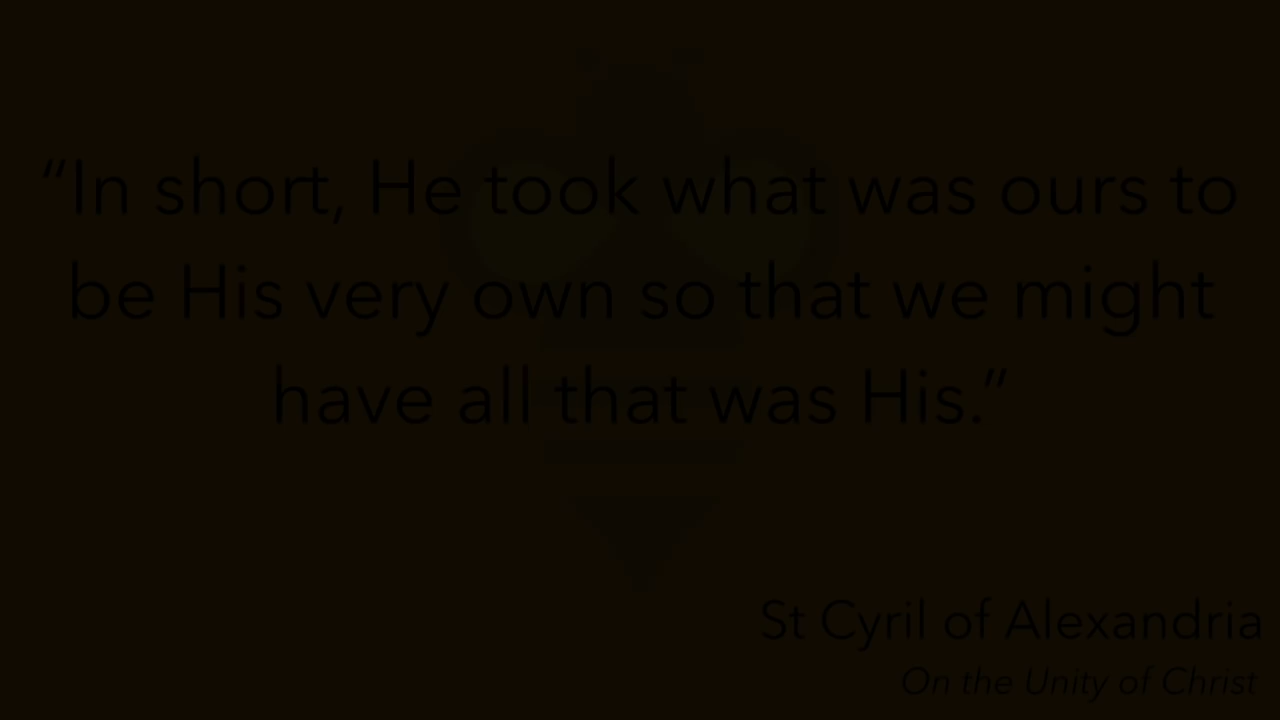 “In short, He took what was ours to
be His very own so that we might
have all that was His.”
St Cyril of Alexandria
On the Unity of Christ